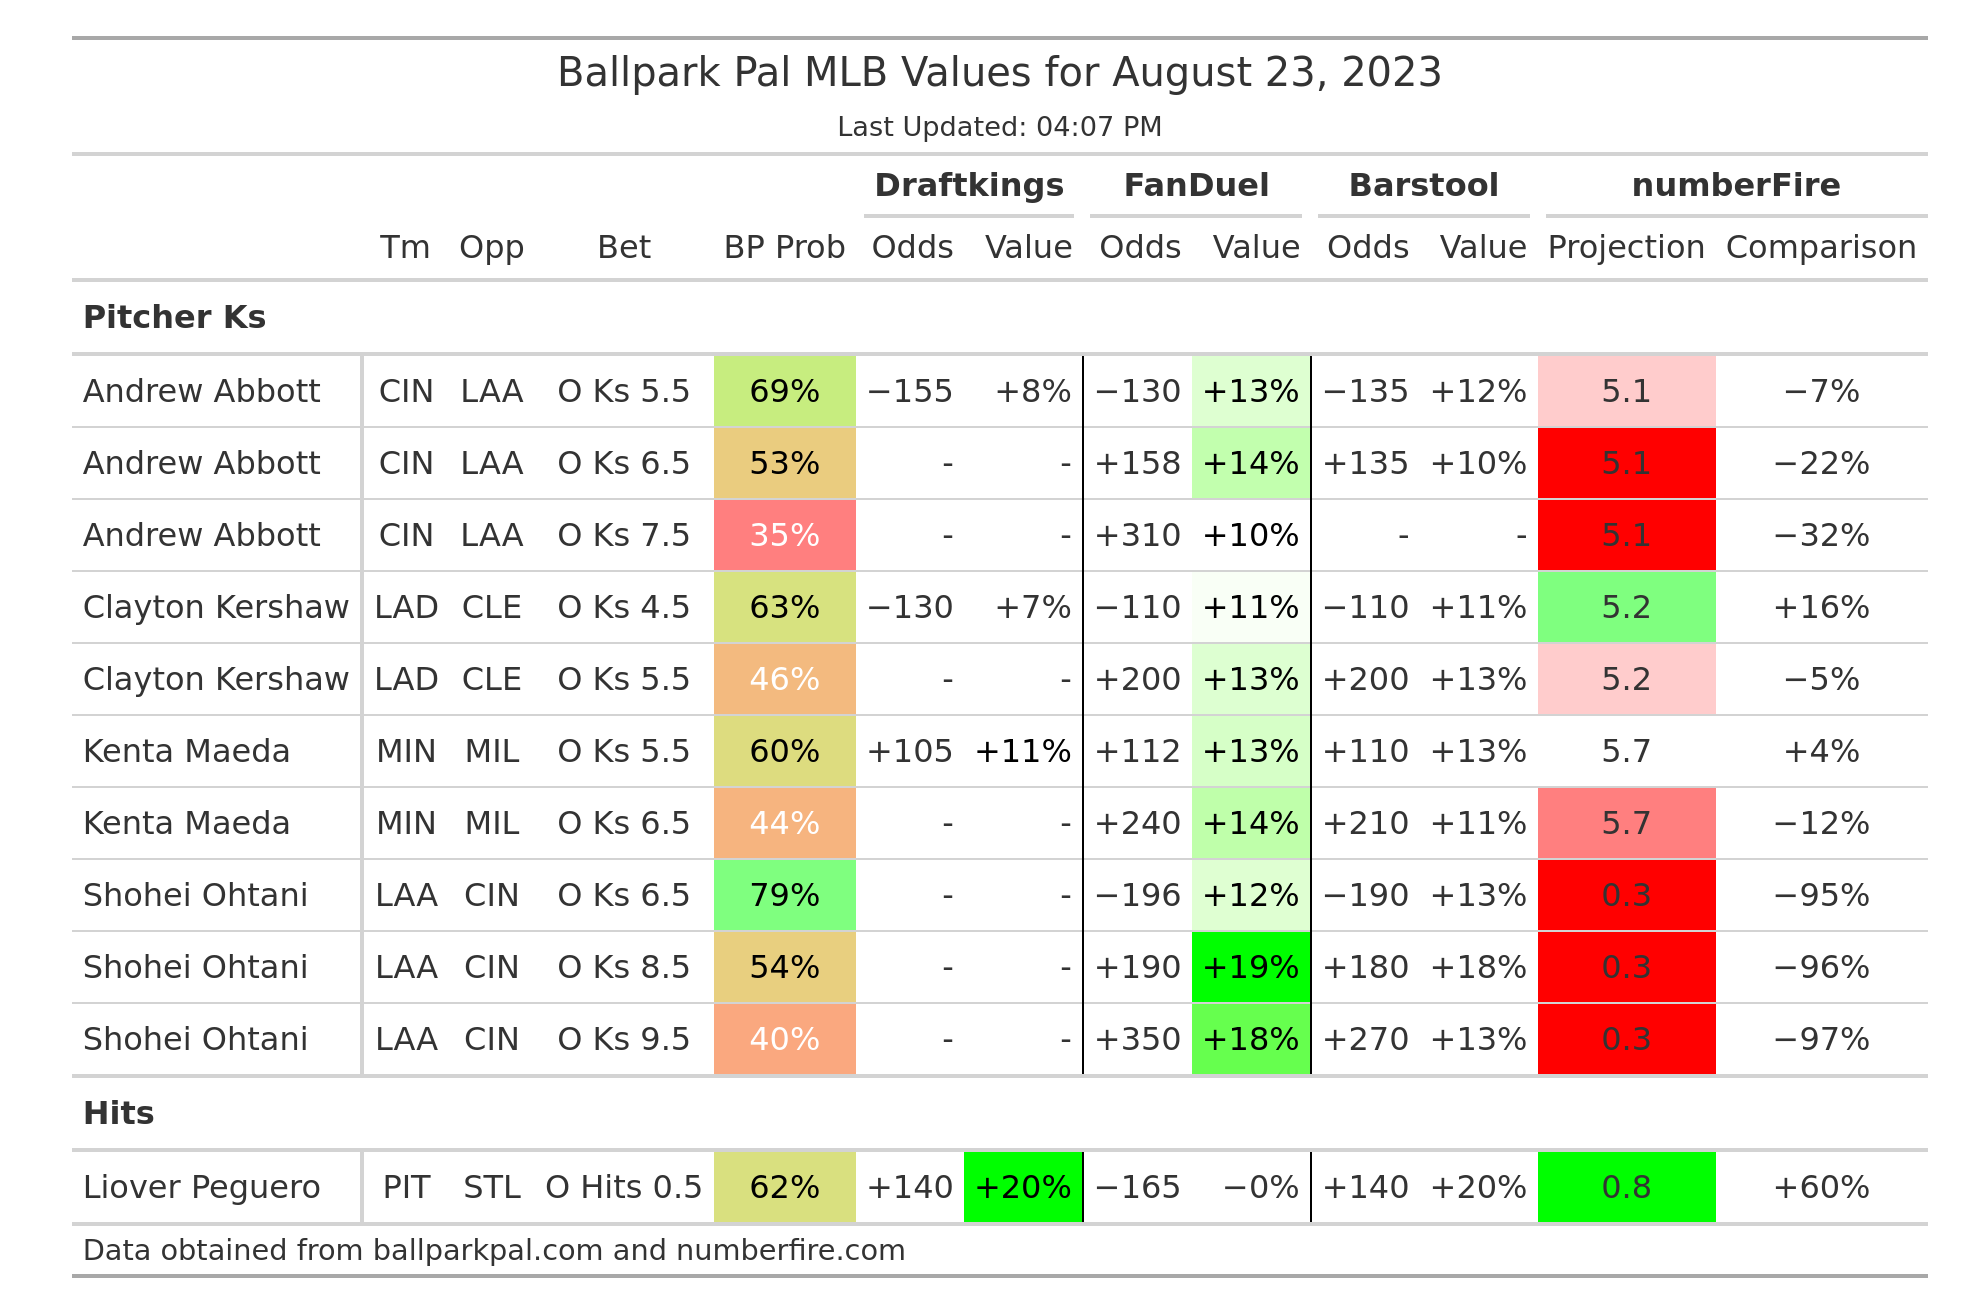 Ballpark Pal MLB Values for August 23, 2023
Last Updated: 04:07 PM
Draftkings FanDuel Barstool numberFire
Tm Opp Bet BP Prob Odds Value Odds Value Odds Value Projection Comparison
Pitcher Ks
Andrew Abbott CIN LAA O Ks 5.5 69% −155 +8% −130 +13% −135 +12% 5.1 −7%
Andrew Abbott CIN LAA O Ks 6.5 53% - - +158 +14% +135 +10% 5.1 −22%
Andrew Abbott CIN LAA O Ks 7.5 35% - - +310 +10% - - 5.1 −32%
Clayton Kershaw LAD CLE O Ks 4.5 63% −130 +7% −110 +11% −110 +11% 5.2 +16%
Clayton Kershaw LAD CLE O Ks 5.5 46% - - +200 +13% +200 +13% 5.2 −5%
Kenta Maeda MIN MIL O Ks 5.5 60% +105 +11% +112 +13% +110 +13% 5.7 +4%
Kenta Maeda MIN MIL O Ks 6.5 44% - - +240 +14% +210 +11% 5.7 −12%
Shohei Ohtani LAA CIN O Ks 6.5 79% - - −196 +12% −190 +13% 0.3 −95%
Shohei Ohtani LAA CIN O Ks 8.5 54% - - +190 +19% +180 +18% 0.3 −96%
Shohei Ohtani LAA CIN O Ks 9.5 40% - - +350 +18% +270 +13% 0.3 −97%
Hits
Liover Peguero PIT STL O Hits 0.5 62% +140 +20% −165 −0% +140 +20% 0.8 +60%
Data obtained from ballparkpal.com and numberfire.com